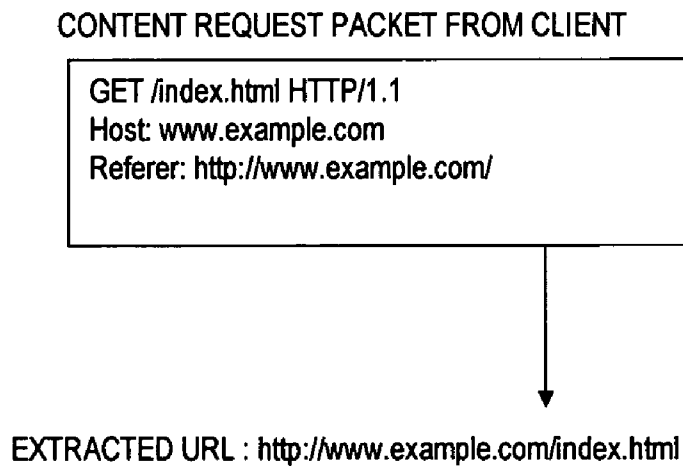 CONTENT REQUEST PACKET FROM CLIENT
GET /index.html HTTP/1.1
Host: www.example.com
Referer: http://www.example.com/
EXTRACTED URL : http://www.example.com/index.html